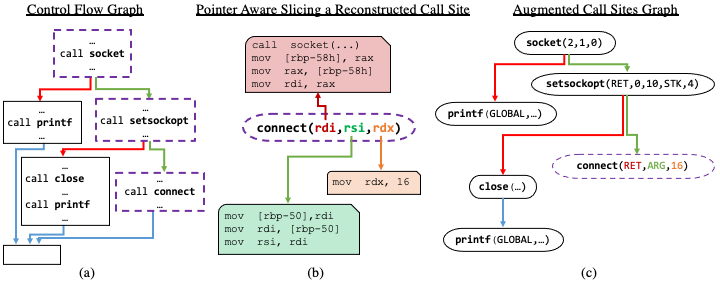 Control Flow Graph
Pointer Aware Slicing a Reconstructed Call Site
Augmented Call Sites Graph
…
call socket
…
…
call printf
…
…
call setsockopt
…
…
call close
…
call printf
…
…
call connect
…
(a)
call  socket(...)
mov  [rbp-58h], rax
mov  rax, [rbp-58h]
mov  rdi, rax
connect(rdi,rsi,rdx)
mov  rdx, 16
mov  [rbp-50],rdi
mov  rdi, [rbp-50]
mov  rsi, rdi
(b)
socket(2,1,0)
setsockopt(RET,0,10,STK,4)
printf(GLOBAL,…)
connect(RET,ARG,16)
close(…)
printf(GLOBAL,…)
(c)